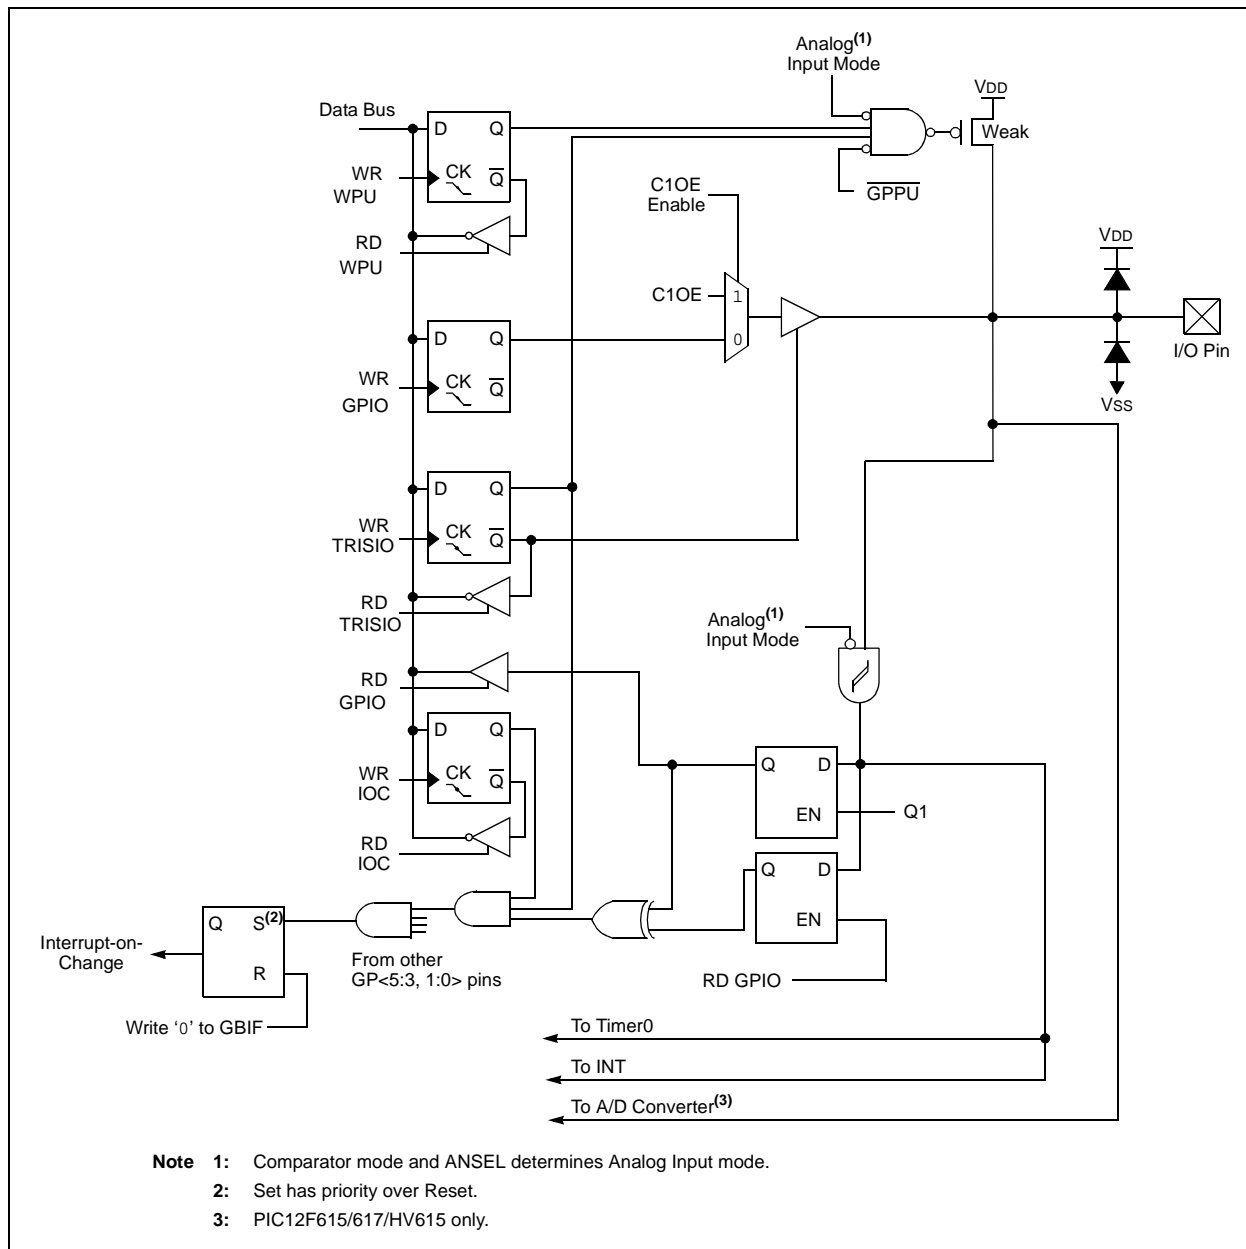 Analog(1)
Input Mode
VDD
Data Bus
D Q
Weak
WR
WPU
CK Q
C1OE
Enable
GPPU
RD
WPU
VDD
C1OE
1
D Q
0
I/O Pin
WR
GPIO
CK Q
VSS
D Q
WR
TRISIO
CK Q
RD
TRISIO
Analog(1)
Input Mode
RD
GPIO
D Q
Q D
WR
IOC
CK Q
EN
Q1
RD
IOC
Q D
EN
Q S(2)
R
Interrupt-on-
Change
From other
GP<5:3, 1:0> pins
RD GPIO
Write ‘0’ to GBIF
To Timer0
To INT
To A/D Converter(3)
Note 1: Comparator mode and ANSEL determines Analog Input mode.
2: Set has priority over Reset.
3: PIC12F615/617/HV615 only.